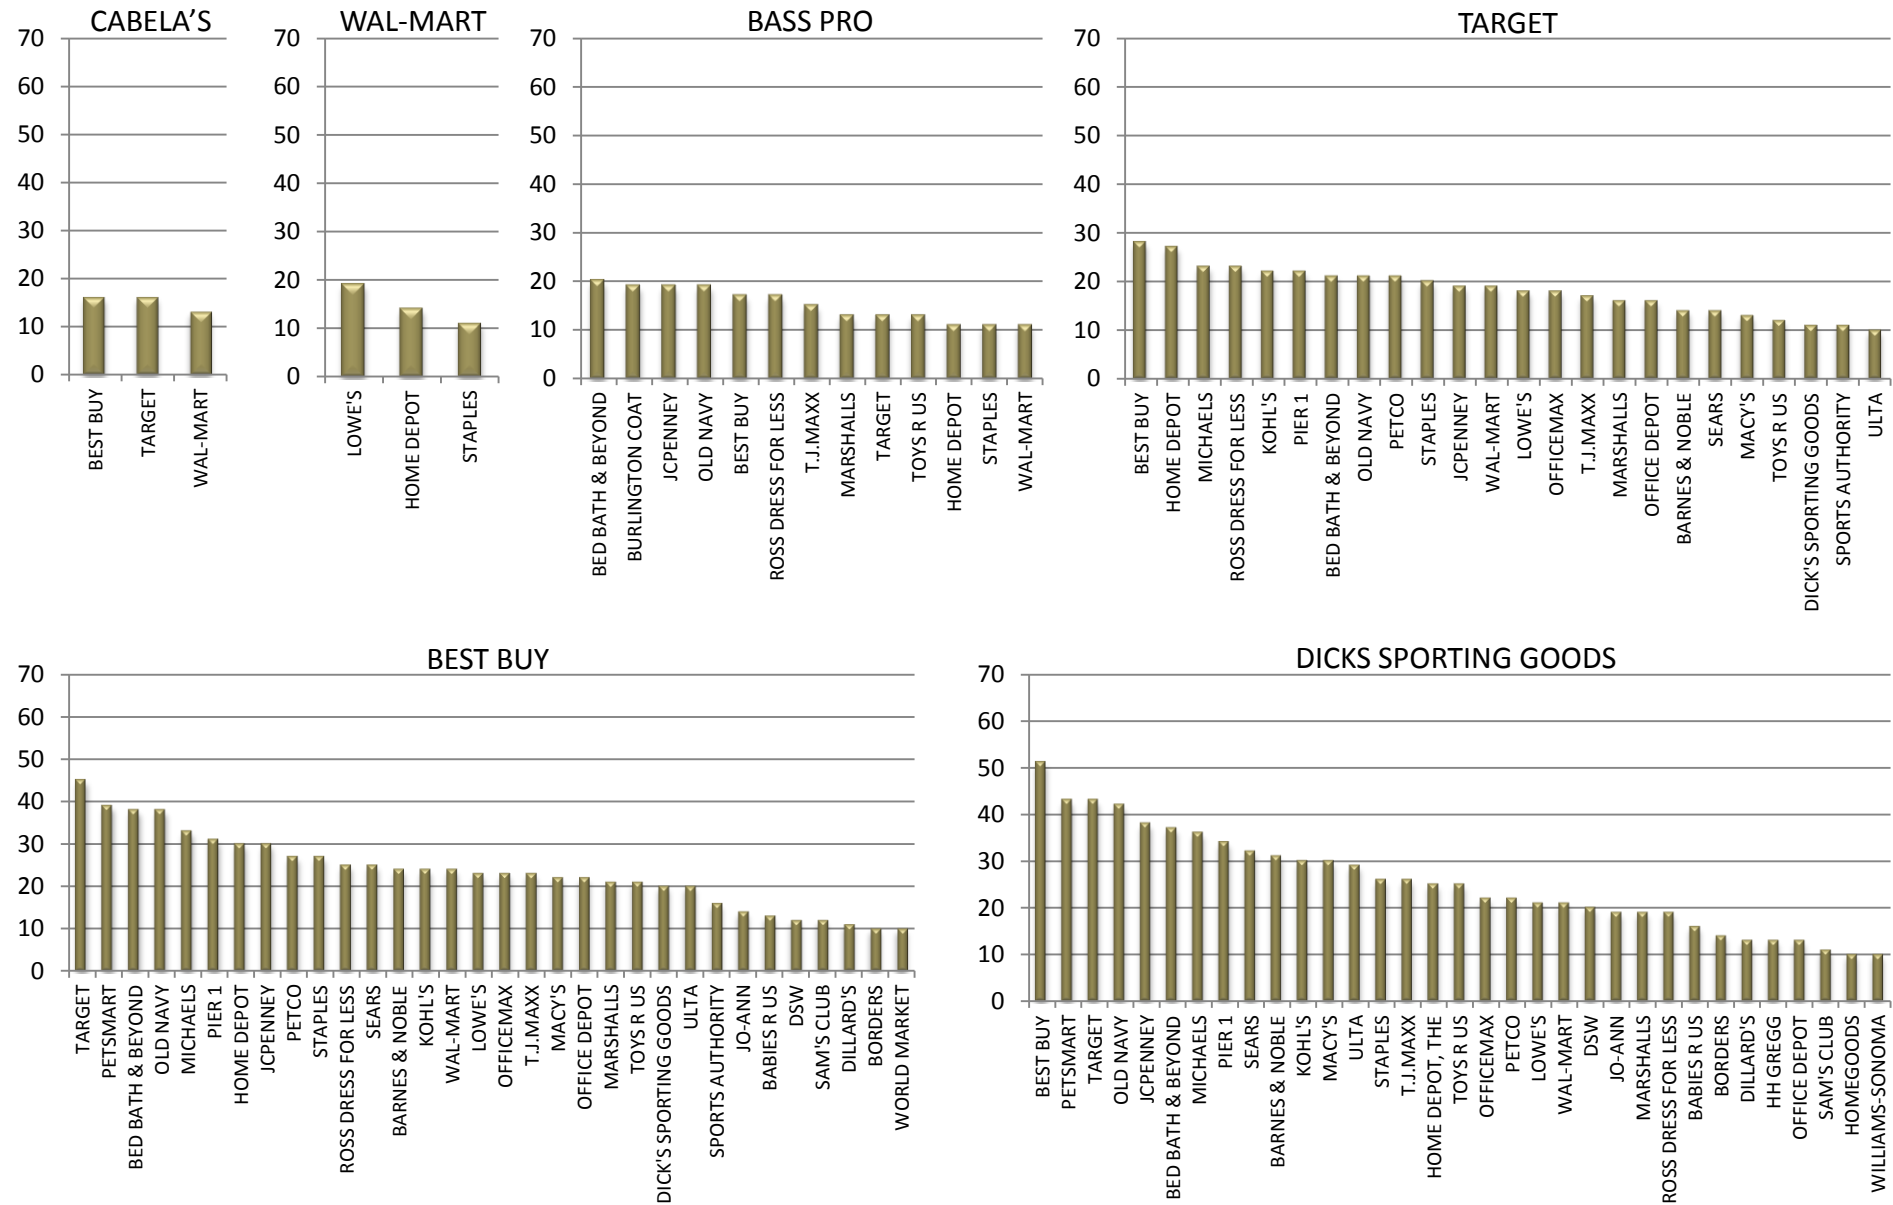 CABELA’S
70
60
50
40
30
20
10
0
BEST BUY
TARGET
WAL-MART
WAL-MART
70
60
50
40
30
20
10
0
LOWE'S
HOME DEPOT
STAPLES
BASS PRO
70
60
50
40
30
20
10
0
BED BATH & BEYOND
BURLINGTON COAT
JCPENNEY
OLD NAVY
BEST BUY
ROSS DRESS FOR LESS
T.J.MAXX
MARSHALLS
TARGET
TOYS R US
HOME DEPOT
STAPLES
WAL-MART
TARGET
70
60
50
40
30
20
10
0
BEST BUY
HOME DEPOT
MICHAELS
ROSS DRESS FOR LESS
KOHL'S
PIER 1
BED BATH & BEYOND
OLD NAVY
PETCO
STAPLES
JCPENNEY
WAL-MART
LOWE'S
OFFICEMAX
T.J.MAXX
MARSHALLS
OFFICE DEPOT
BARNES & NOBLE
SEARS
MACY'S
TOYS R US
DICK'S SPORTING GOODS
SPORTS AUTHORITY
ULTA
BEST BUY
70
60
50
40
30
20
10
0
TARGET
PETSMART
BED BATH & BEYOND
OLD NAVY
MICHAELS
PIER 1
HOME DEPOT
JCPENNEY
PETCO
STAPLES
ROSS DRESS FOR LESS
SEARS
BARNES & NOBLE
KOHL'S
WAL-MART
LOWE'S
OFFICEMAX
T.J.MAXX
MACY'S
OFFICE DEPOT
MARSHALLS
TOYS R US
DICK'S SPORTING GOODS
ULTA
SPORTS AUTHORITY
JO-ANN
BABIES R US
DSW
SAM'S CLUB
DILLARD'S
BORDERS
WORLD MARKET
DICKS SPORTING GOODS
70
60
50
40
30
20
10
0
BEST BUY
PETSMART
TARGET
OLD NAVY
JCPENNEY
BED BATH & BEYOND
MICHAELS
PIER 1
SEARS
BARNES & NOBLE
KOHL'S
MACY'S
ULTA
STAPLES
T.J.MAXX
HOME DEPOT, THE
TOYS R US
OFFICEMAX
PETCO
LOWE'S
WAL-MART
DSW
JO-ANN
MARSHALLS
ROSS DRESS FOR LESS
BABIES R US
BORDERS
DILLARD'S
HH GREGG
OFFICE DEPOT
SAM'S CLUB
HOMEGOODS
WILLIAMS-SONOMA